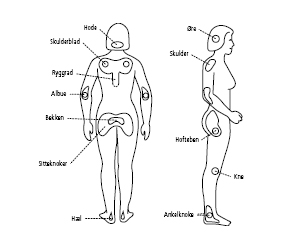 Hode
Skulderblad
Ryggrad
Albue
Bekken
Sitteknoker
Hæl
Øre
Skulder
Hofteben
Kne
Ankelknoke